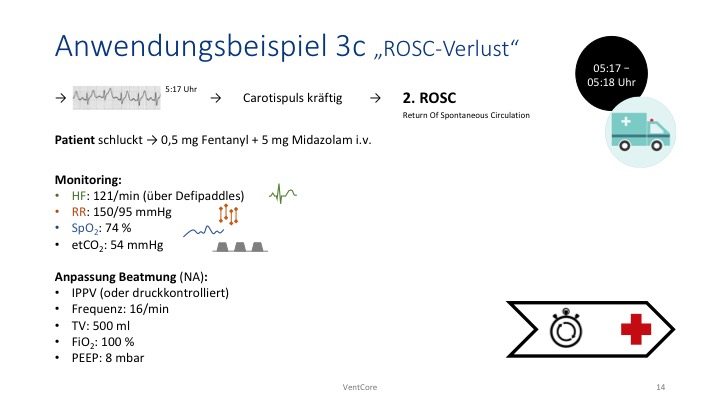 Anwendungsbeispiel 3c „ROSC-Verlust“
05:17 –
05:18 Uhr
→ 5:17 Uhr → Carotispuls kräftig → 2. ROSC
Return Of Spontaneous Circulation
Patient schluckt → 0,5 mg Fentanyl + 5 mg Midazolam i.v.
Monitoring:
• HF: 121/min (über Defipaddles)
• RR: 150/95 mmHg
• SpO₂: 74 %
• etCO₂: 54 mmHg
Anpassung Beatmung (NA):
• IPPV (oder druckkontrolliert)
• Frequenz: 16/min
• TV: 500 ml
• FiO₂: 100 %
• PEEP: 8 mbar
VentCore 14